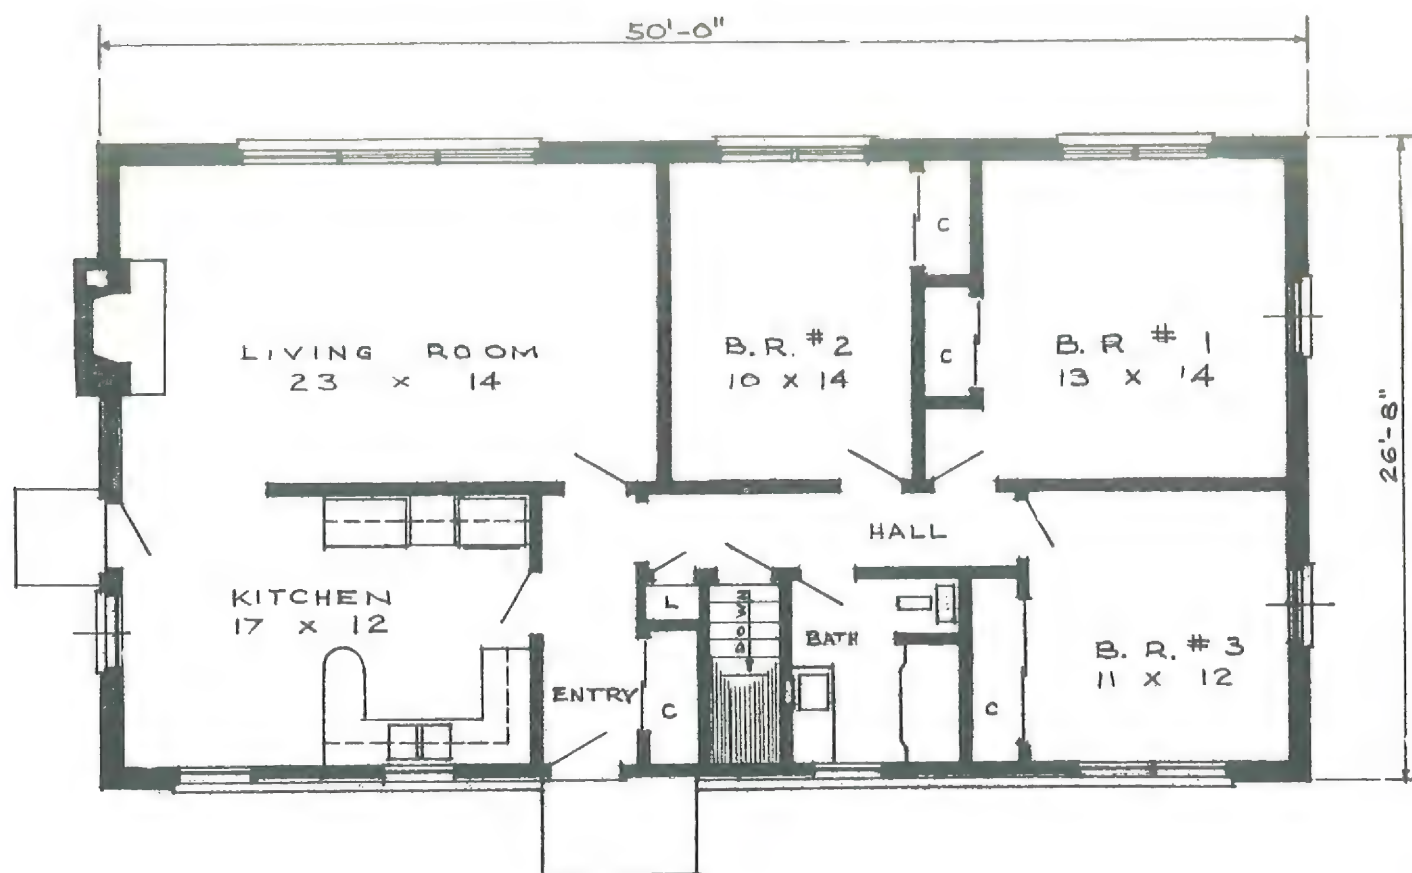 50'-0"
C
C
LIVING ROOM
23 x 14
B.R. #2
10 x 14
B.R #1
13 x 14
26'-8"
HALL
KITCHEN
17 x 12
L
DOWN
BATH
ENTRY
C
C
B.R. #3
11 x 12